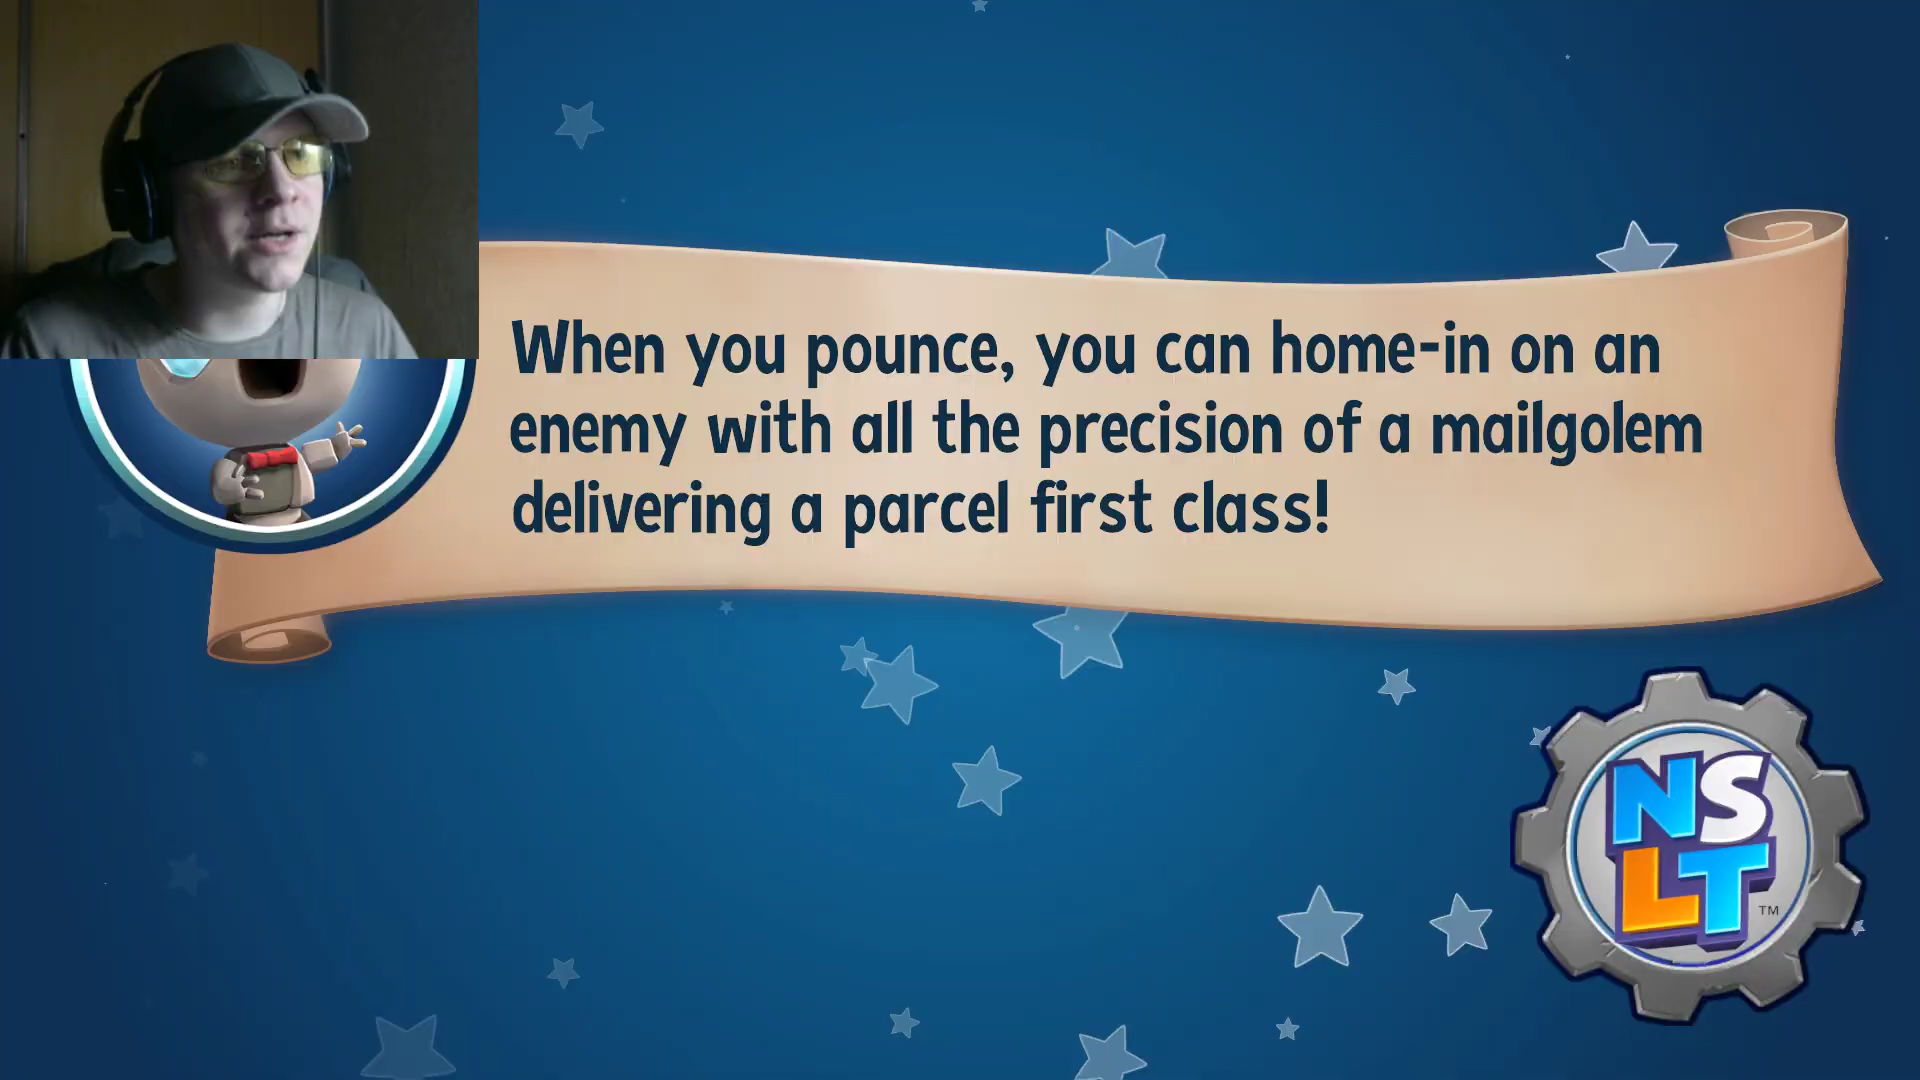 When you pounce, you can home-in on an
enemy with all the precision of a mailgolem
delivering a parcel first class!
NS
LT
TM